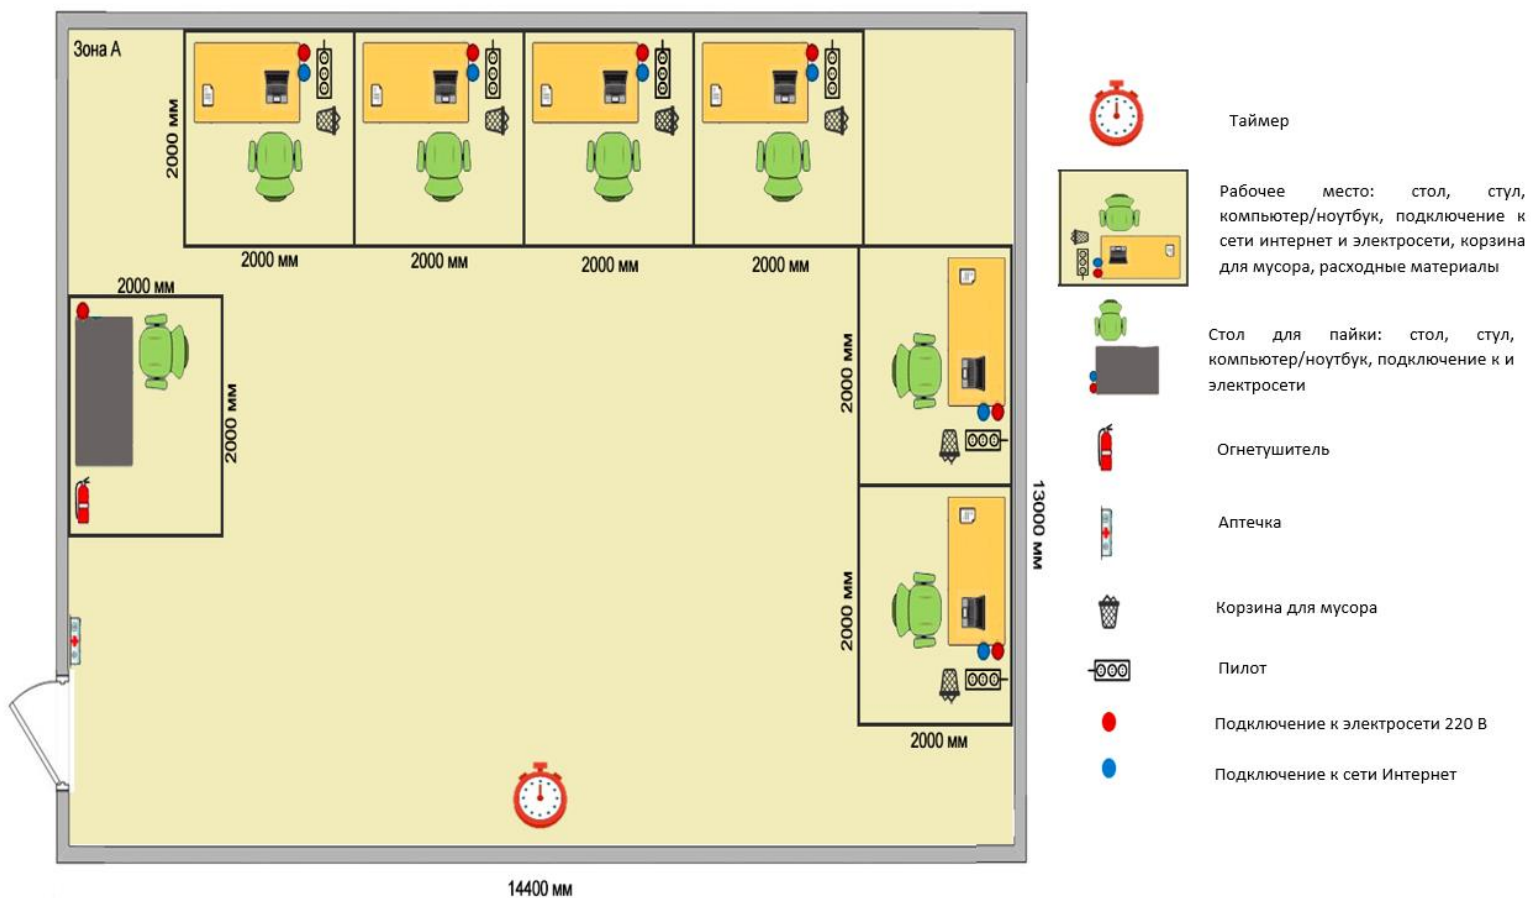 Зона А
2000 мм
2000 мм
2000 мм
2000 мм
2000 мм
2000 мм
2000 мм
2000 мм
2000 мм
2000 мм
13000 мм
14400 мм
Таймер
Рабочее место: стол, стул,
компьютер/ноутбук, подключение к
сети интернет и электросети, корзина
для мусора, расходные материалы
Стол для пайки: стол, стул,
компьютер/ноутбук, подключение к и
электросети
Огнетушитель
Аптечка
Корзина для мусора
Пилот
Подключение к электросети 220 В
Подключение к сети Интернет